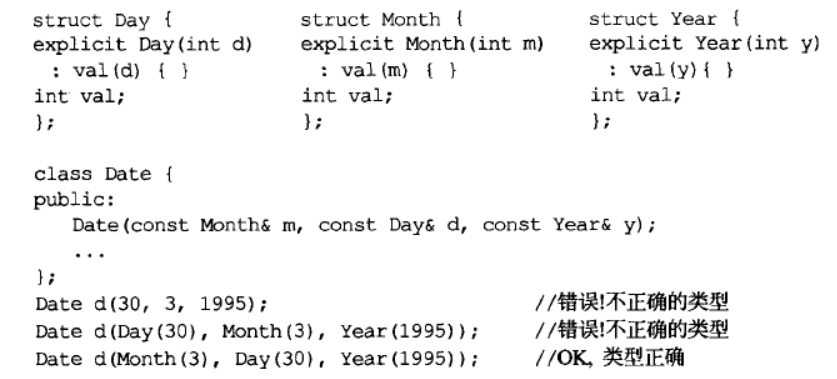 struct Day {                struct Month {              struct Year {
explicit Day(int d)     explicit Month(int m)     explicit Year(int y)
  : val(d) { }                : val(m) { }                : val(y){ }
int val;                    int val;                    int val;
};                          };                          };
class Date {
public:
   Date(const Month& m, const Day& d, const Year& y);
   ...
};
Date d(30, 3, 1995);                        //错误!不正确的类型
Date d(Day(30), Month(3), Year(1995));      //错误!不正确的类型
Date d(Month(3), Day(30), Year(1995));      //OK, 类型正确